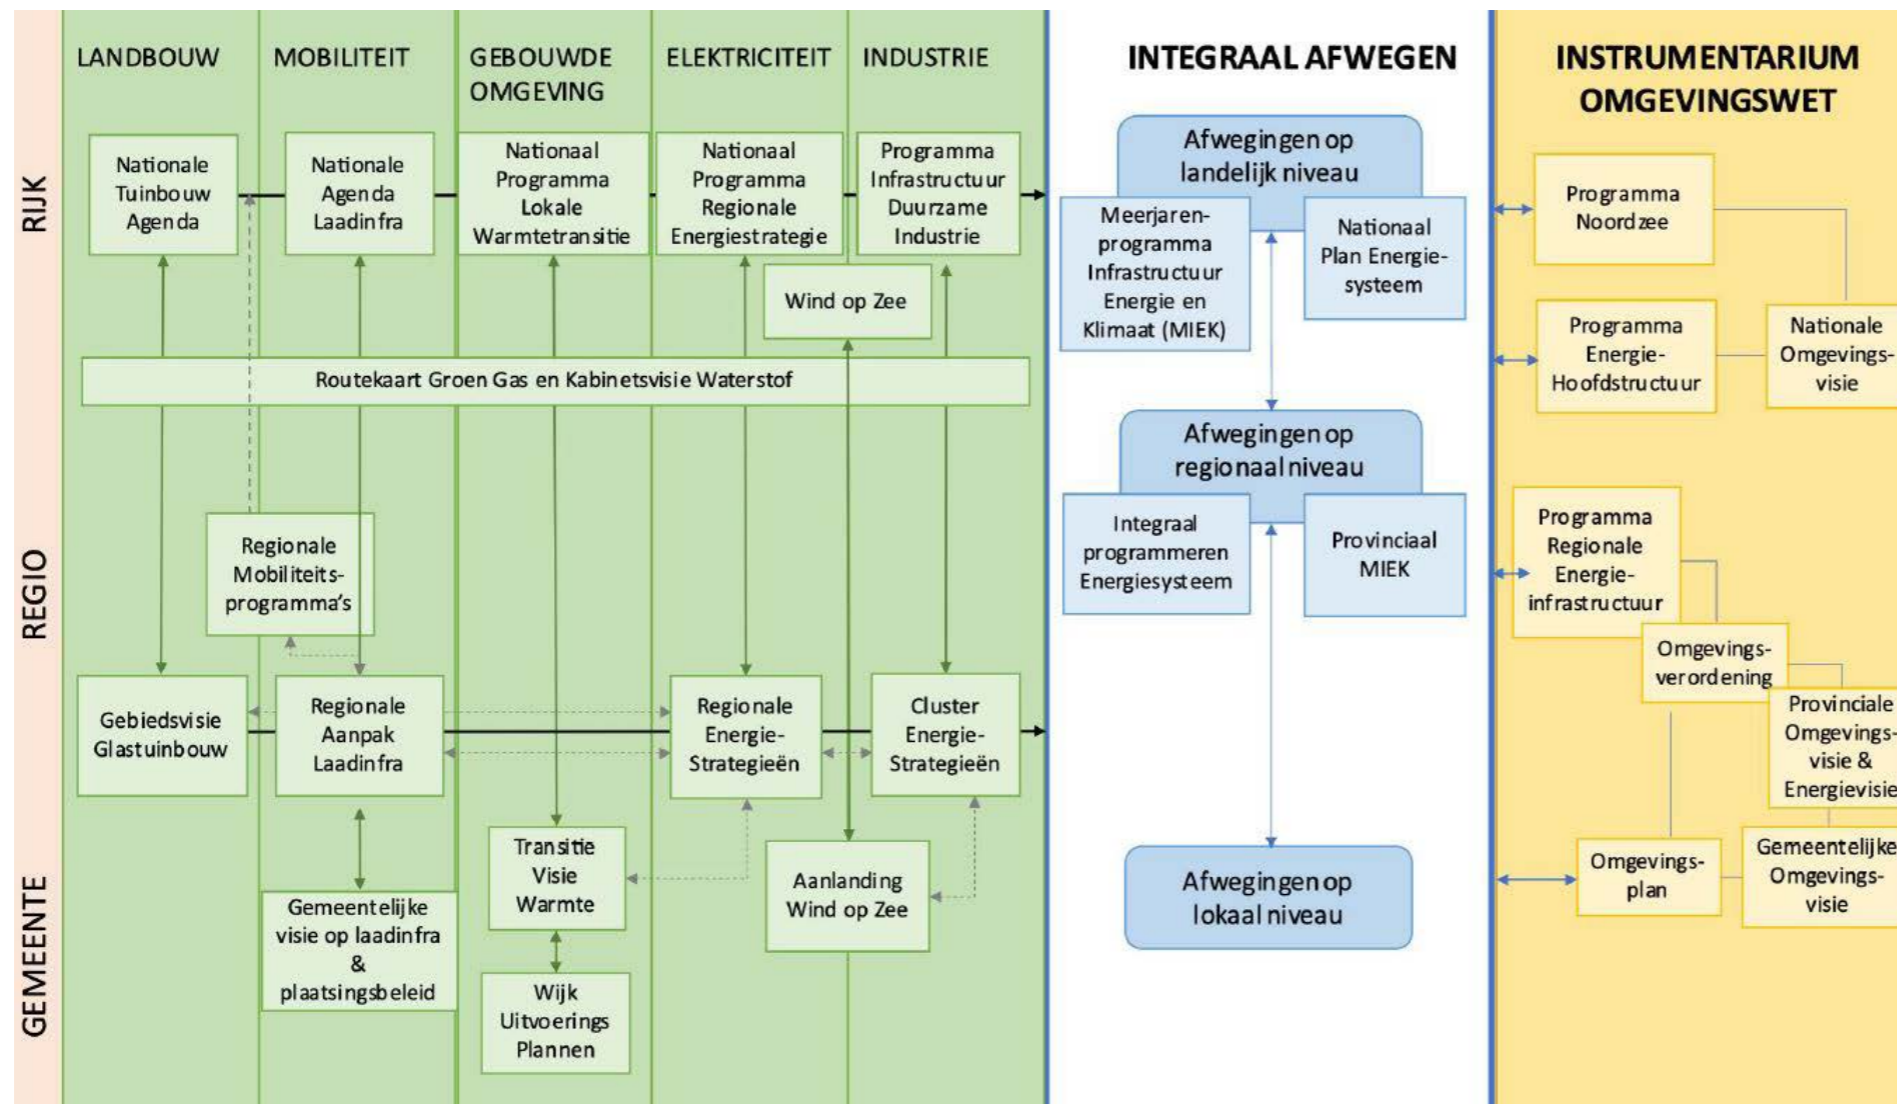 LANDBOUW
MOBILITEIT
GEBOUWDE
OMGEVING
ELEKTRICITEIT
INDUSTRIE
INTEGRAAL AFWEGEN
INSTRUMENTARIUM
OMGEVINGSWET
RIJK
Nationale
Tuinbouw
Agenda
Nationale
Agenda
Laadinfra
Nationaal
Programma
Lokale
Warmtetransitie
Nationaal
Programma
Regionale
Energiestrategie
Programma
Infrastructuur
Duurzame
Industrie
Wind op Zee
Routekaart Groen Gas en Kabinetsvisie Waterstof
Afwegingen op
landelijk niveau
Meerjaren-
programma
Infrastructuur
Energie en
Klimaat (MIEK)
Nationaal
Plan Energie-
systeem
Programma
Noordzee
Programma
Energie-
Hoofdstructuur
Nationale
Omgevings-
visie
REGIO
Regionale
Mobiliteits-
programma's
Gebiedsvisie
Glastuinbouw
Regionale
Aanpak
Laadinfra
Regionale
Energie-
Strategieën
Cluster
Energie-
Strategieën
Afwegingen op
regionaal niveau
Integraal
programmeren
Energiesysteem
Provinciaal
MIEK
Programma
Regionale
Energie-
infrastructuur
Omgevings-
verordening
Provinciale
Omgevings-
visie &
Energievisie
GEMEENTE
Gemeentelijke
visie op laadinfra
&
plaatsingsbeleid
Transitie
Visie
Warmte
Wijk
Uitvoerings
Plannen
Aanlanding
Wind op Zee
Afwegingen op
lokaal niveau
Omgevings-
plan
Gemeentelijke
Omgevings-
visie